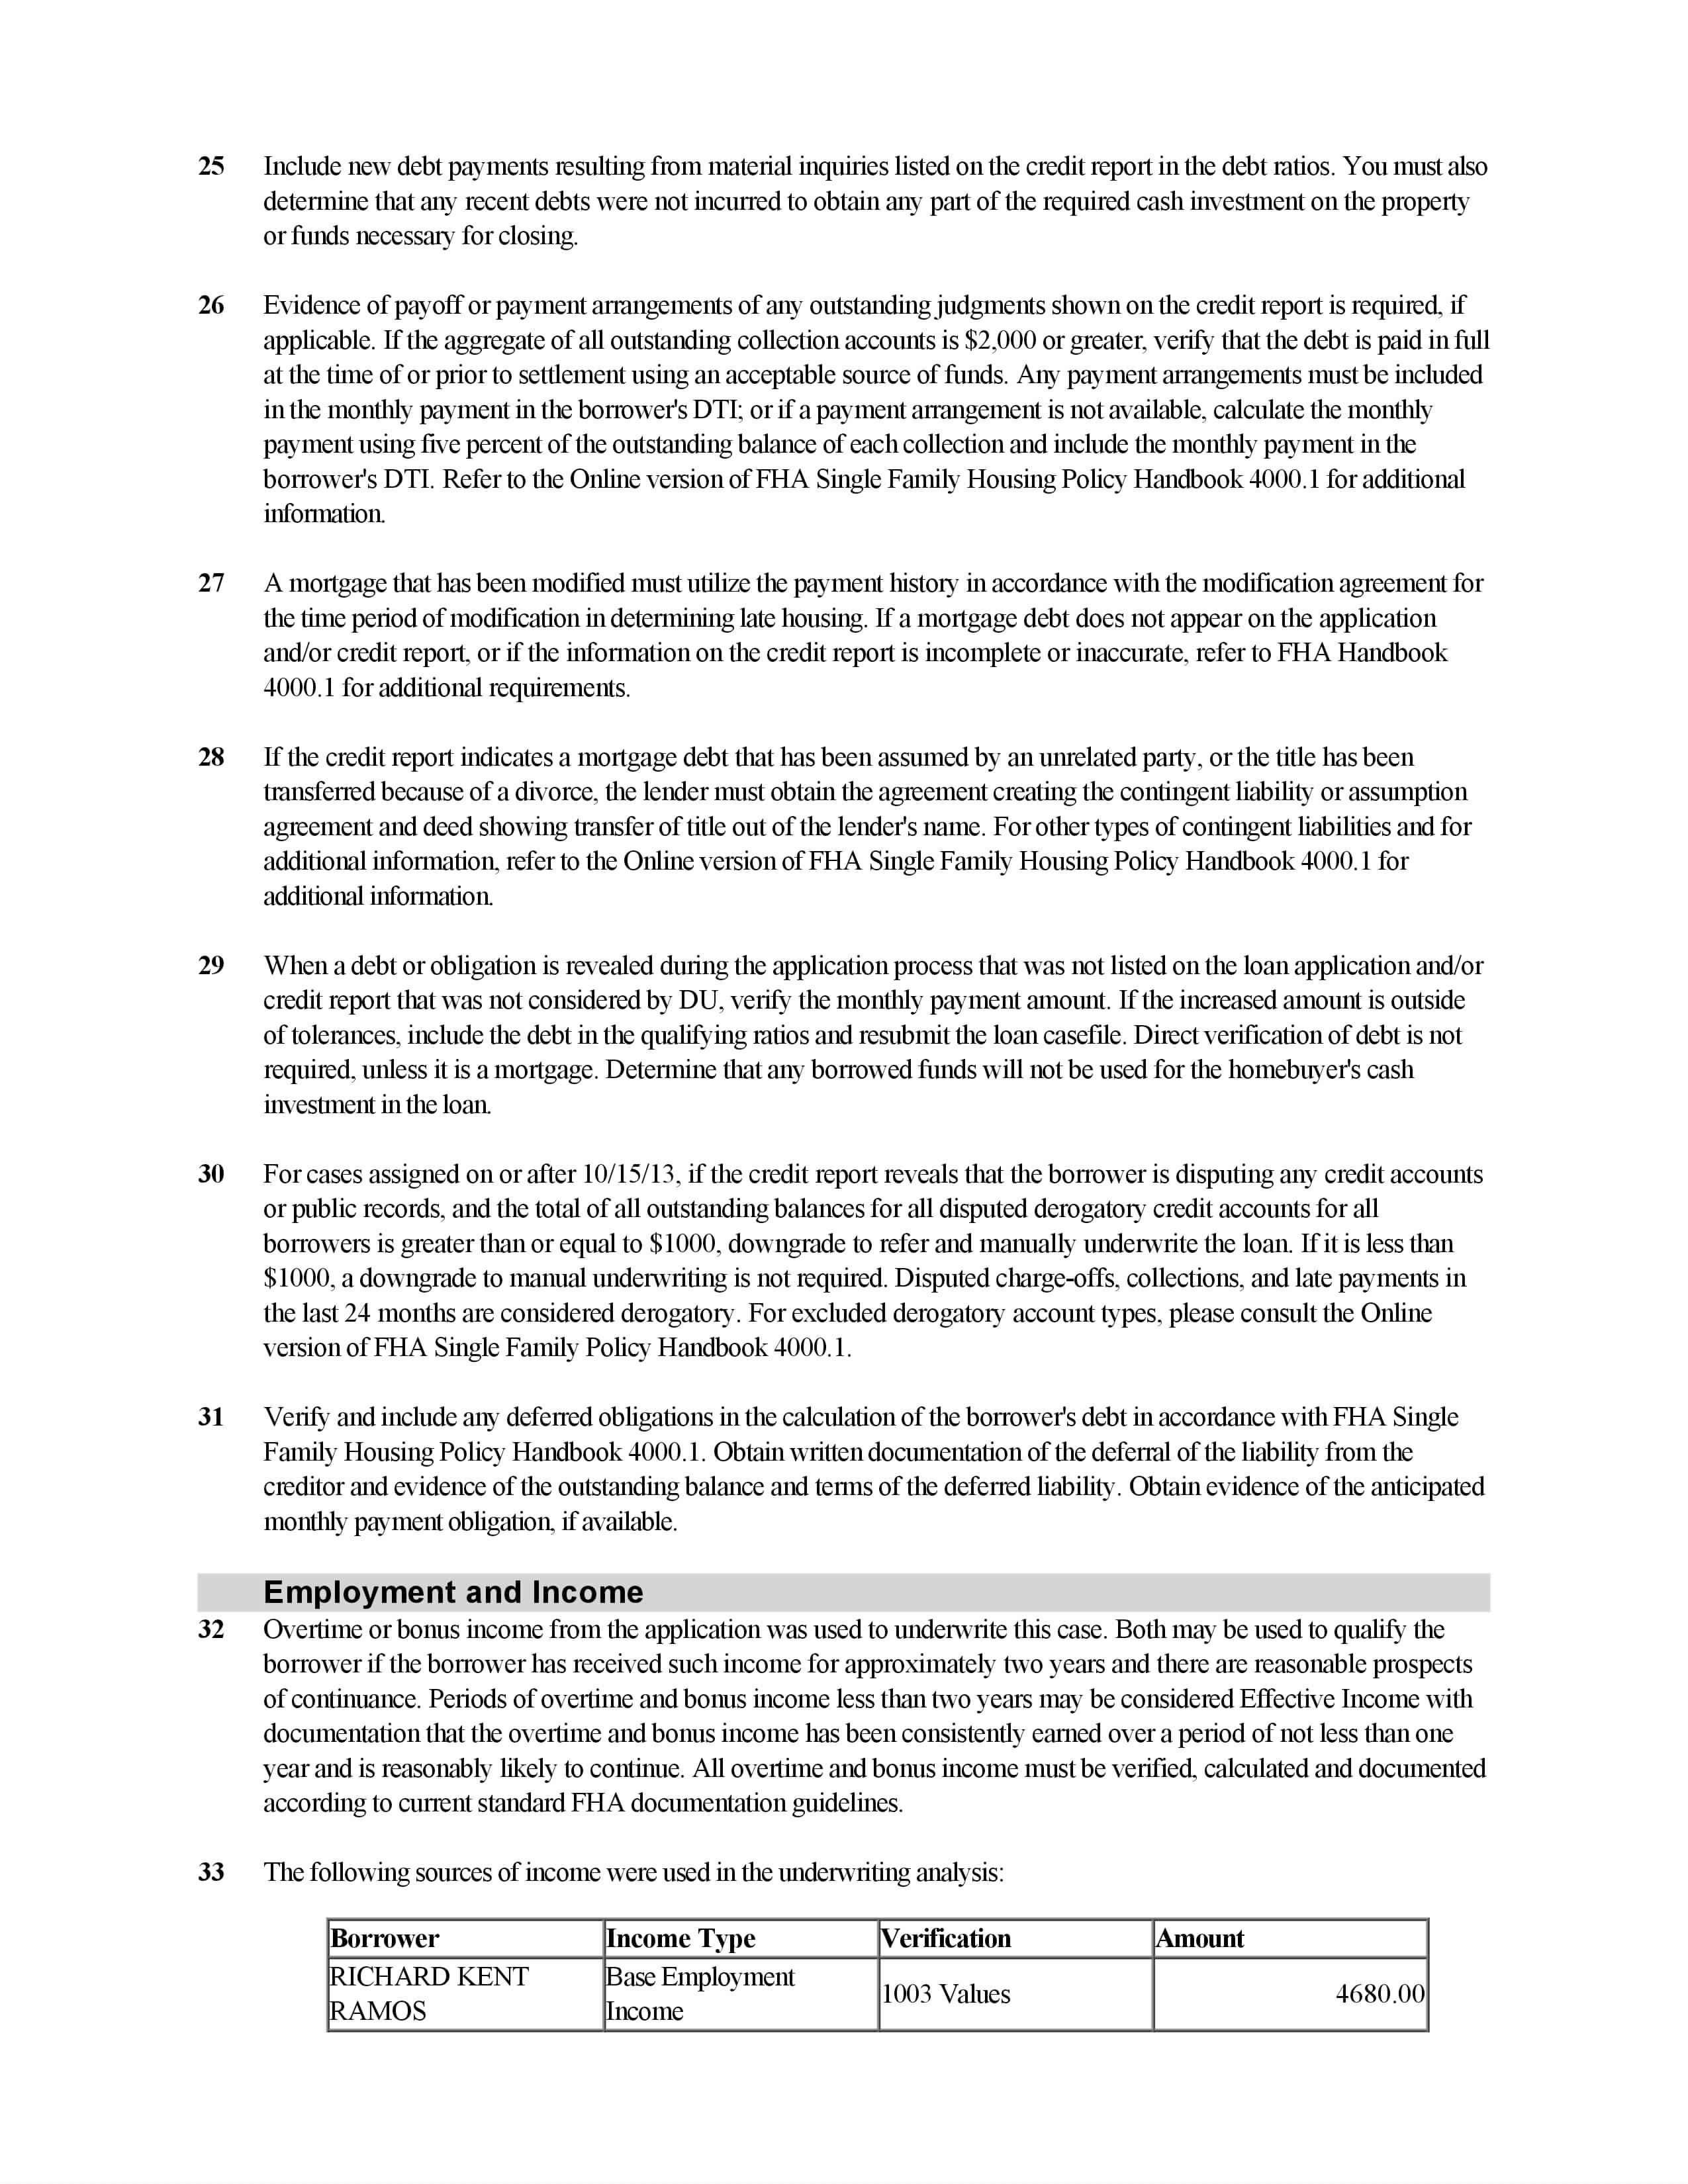 25 Include new debt payments resulting from material inquiries listed on the credit report in the debt ratios. You must also
determine that any recent debts were not incurred to obtain any part of the required cash investment on the property
or funds necessary for closing.
26 Evidence of payoff or payment arrangements of any outstanding judgments shown on the credit report is required, if
applicable. If the aggregate of all outstanding collection accounts is $2,000 or greater, verify that the debt is paid in full
at the time of or prior to settlement using an acceptable source of funds. Any payment arrangements must be included
in the monthly payment in the borrower's DTI; or if a payment arrangement is not available, calculate the monthly
payment using five percent of the outstanding balance of each collection and include the monthly payment in the
borrower's DTI. Refer to the Online version of FHA Single Family Housing Policy Handbook 4000.1 for additional
information.
27 A mortgage that has been modified must utilize the payment history in accordance with the modification agreement for
the time period of modification in determining late housing. If a mortgage debt does not appear on the application
and/or credit report, or if the information on the credit report is incomplete or inaccurate, refer to FHA Handbook
4000.1 for additional requirements.
28 If the credit report indicates a mortgage debt that has been assumed by an unrelated party, or the title has been
transferred because of a divorce, the lender must obtain the agreement creating the contingent liability or assumption
agreement and deed showing transfer of title out of the lender's name. For other types of contingent liabilities and for
additional information, refer to the Online version of FHA Single Family Housing Policy Handbook 4000.1 for
additional information.
29 When a debt or obligation is revealed during the application process that was not listed on the loan application and/or
credit report that was not considered by DU, verify the monthly payment amount. If the increased amount is outside
of tolerances, include the debt in the qualifying ratios and resubmit the loan casefile. Direct verification of debt is not
required, unless it is a mortgage. Determine that any borrowed funds will not be used for the homebuyer's cash
investment in the loan.
30 For cases assigned on or after 10/15/13, if the credit report reveals that the borrower is disputing any credit accounts
or public records, and the total of all outstanding balances for all disputed derogatory credit accounts for all
borrowers is greater than or equal to $1000, downgrade to refer and manually underwrite the loan. If it is less than
$1000, a downgrade to manual underwriting is not required. Disputed charge-offs, collections, and late payments in
the last 24 months are considered derogatory. For excluded derogatory account types, please consult the Online
version of FHA Single Family Policy Handbook 4000.1.
31 Verify and include any deferred obligations in the calculation of the borrower's debt in accordance with FHA Single
Family Housing Policy Handbook 4000.1. Obtain written documentation of the deferral of the liability from the
creditor and evidence of the outstanding balance and terms of the deferred liability. Obtain evidence of the anticipated
monthly payment obligation, if available.
Employment and Income
32 Overtime or bonus income from the application was used to underwrite this case. Both may be used to qualify the
borrower if the borrower has received such income for approximately two years and there are reasonable prospects
of continuance. Periods of overtime and bonus income less than two years may be considered Effective Income with
documentation that the overtime and bonus income has been consistently earned over a period of not less than one
year and is reasonably likely to continue. All overtime and bonus income must be verified, calculated and documented
according to current standard FHA documentation guidelines.
33 The following sources of income were used in the underwriting analysis:
Borrower Income Type Verification Amount
RICHARD KENT RAMOS Base Employment Income 1003 Values 4680.00